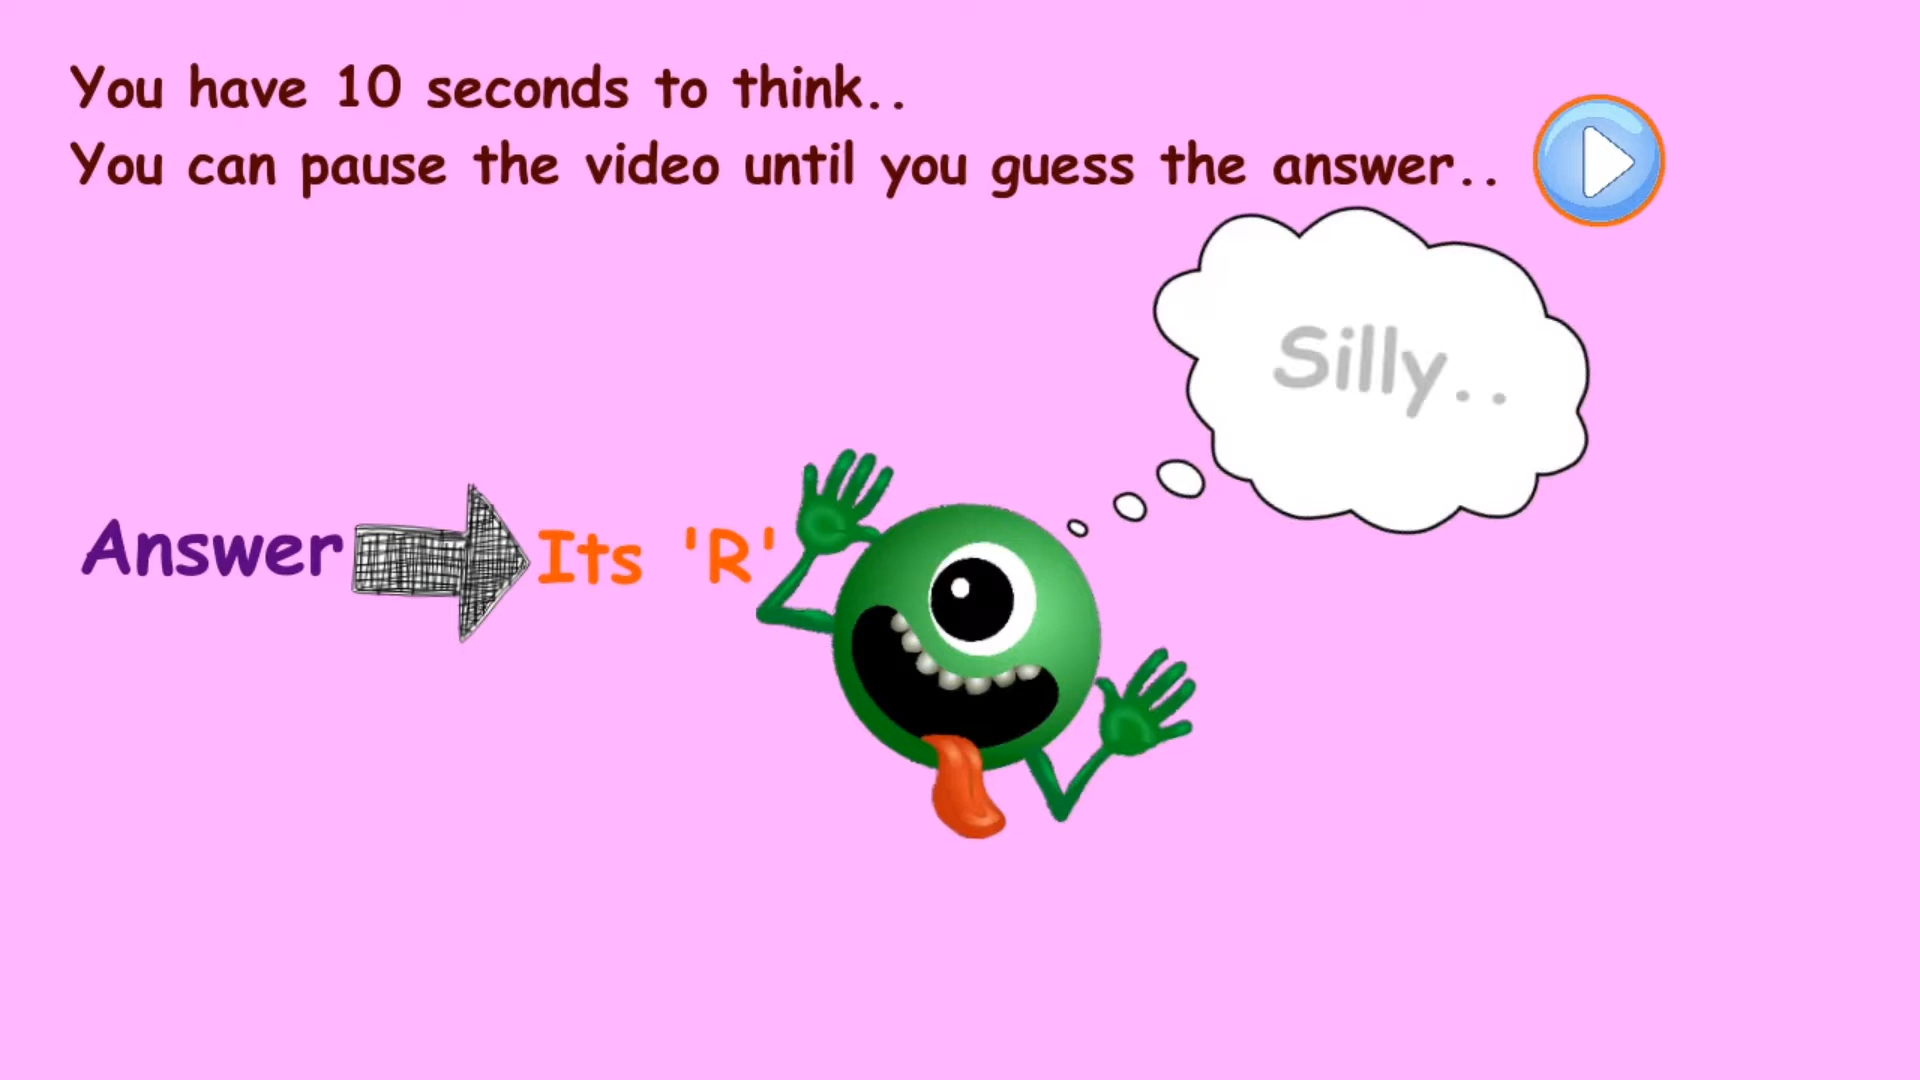 You have 10 seconds to think..
You can pause the video until you guess the answer..
Silly..
Answer
Its 'R'